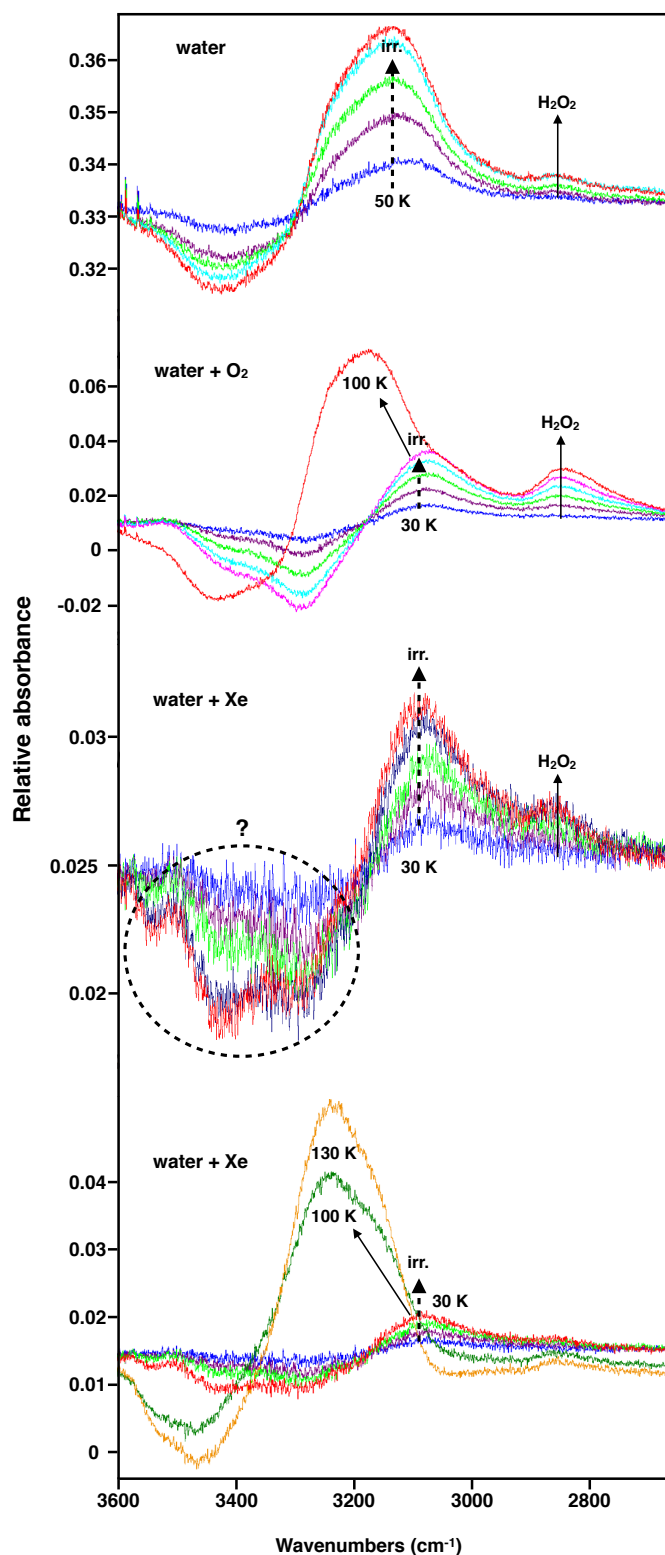 water
irr.
H₂O₂
50 K
0.36
0.35
0.34
0.33
0.32
water + O₂
100 K
irr.
H₂O₂
30 K
0.06
0.04
0.02
0
-0.02
water + Xe
irr.
H₂O₂
?
30 K
0.03
0.025
0.02
water + Xe
130 K
100 K
irr.
30 K
0.04
0.03
0.02
0.01
0
Relative absorbance
3600
3400
3200
3000
2800
Wavenumbers (cm⁻¹)